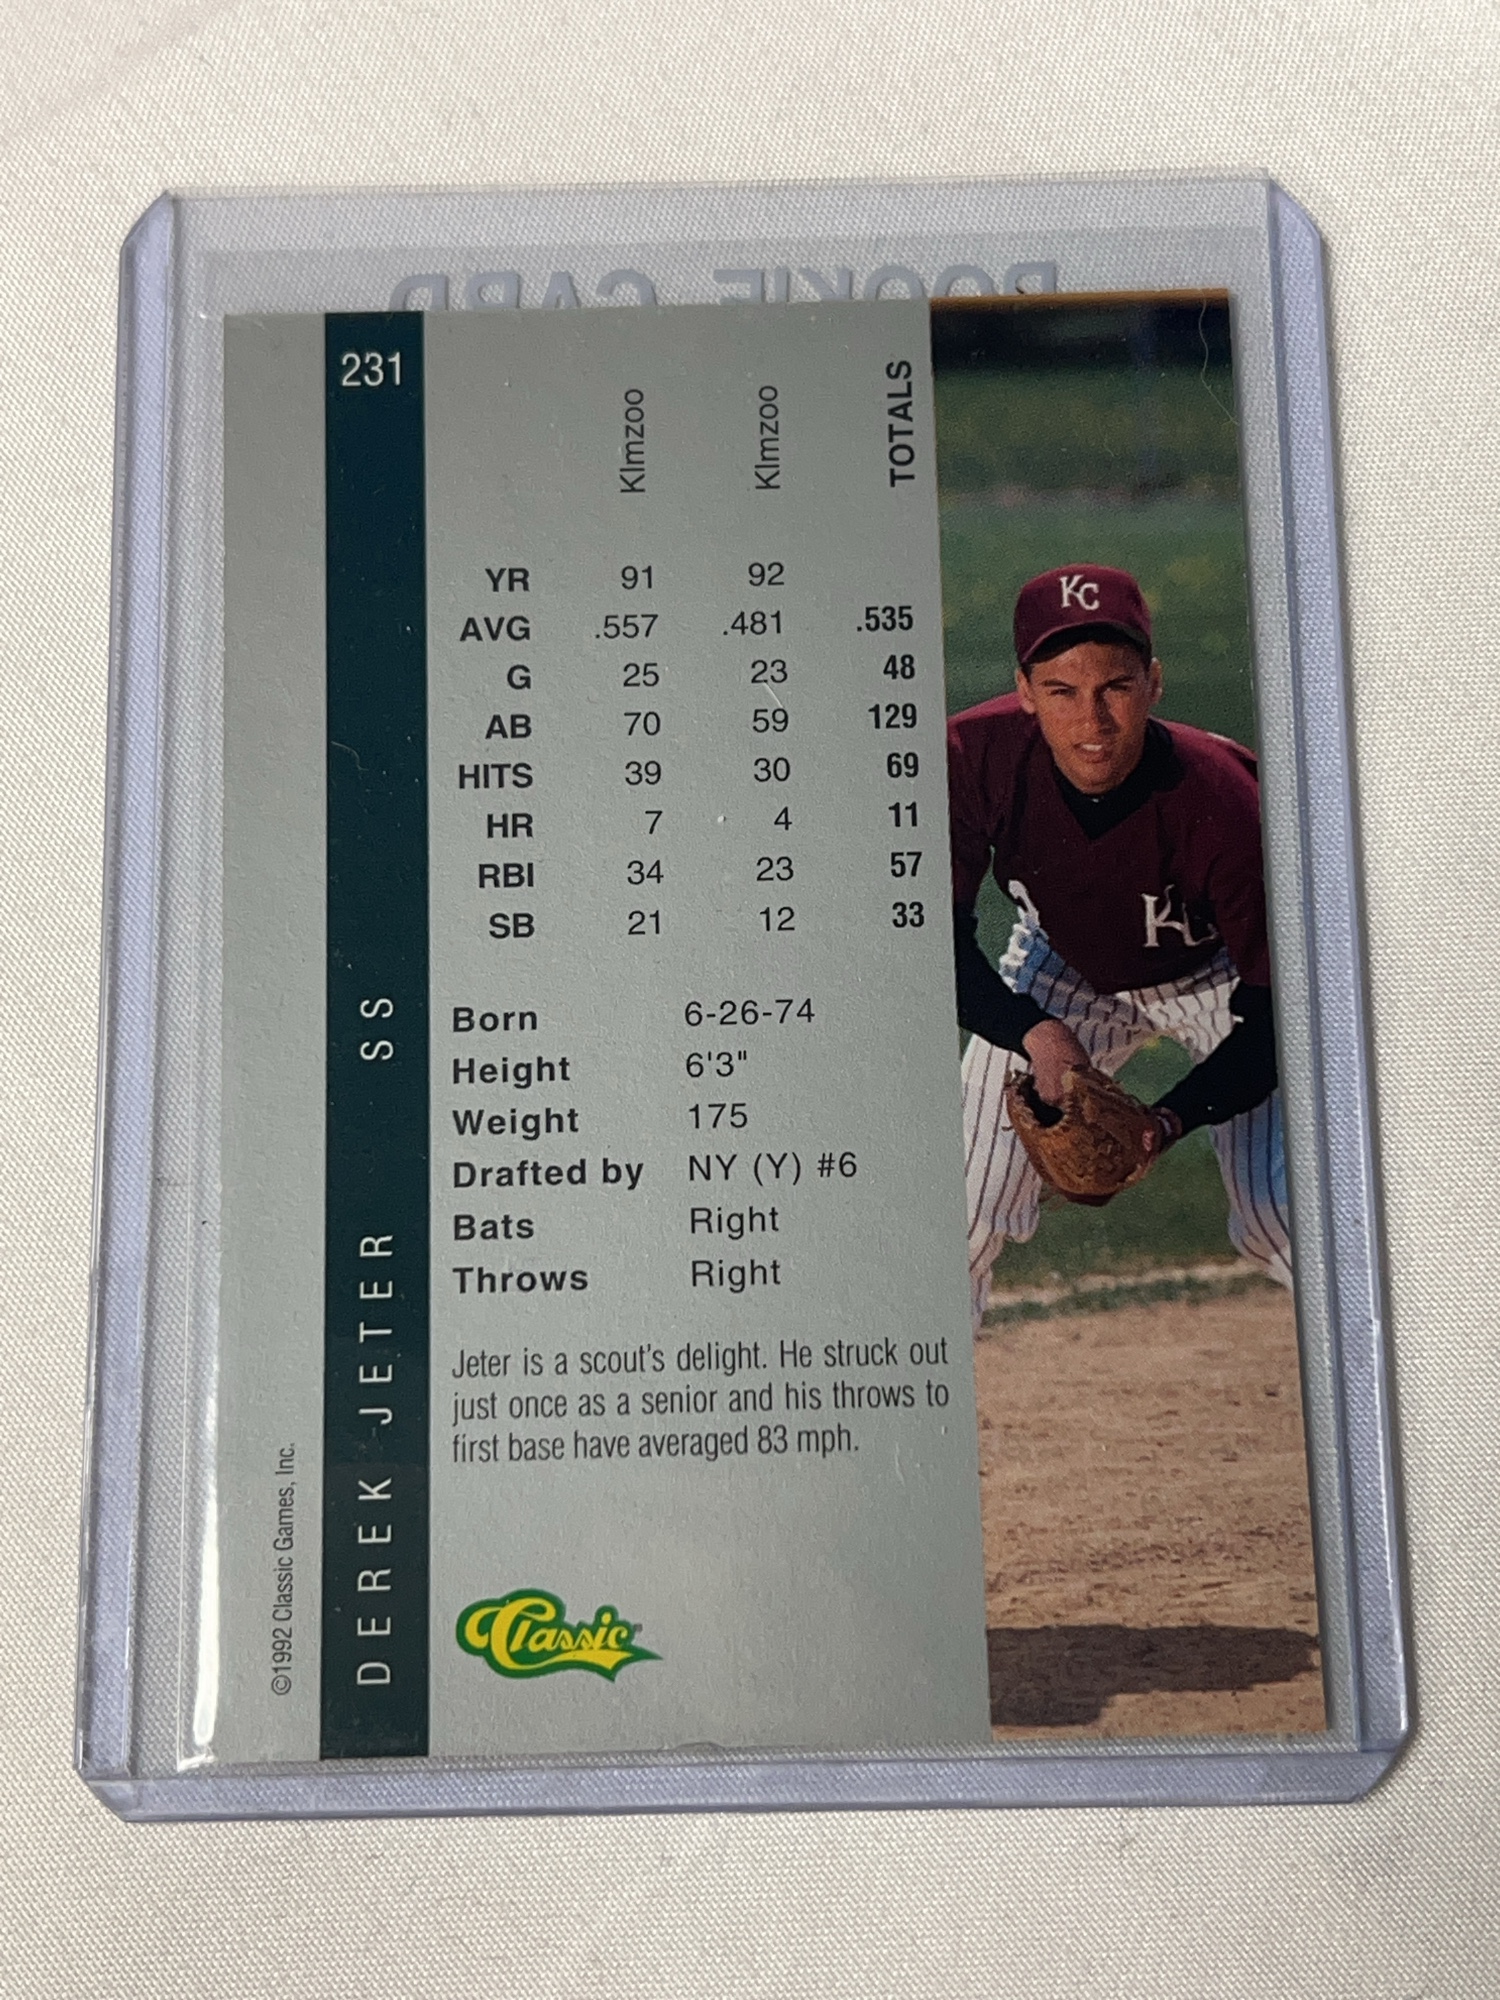 ROOKIE CARD
231
Klmzoo Klmzoo TOTALS
YR 91 92
AVG .557 .481 .535
G 25 23 48
AB 70 59 129
HITS 39 30 69
HR 7 4 11
RBI 34 23 57
SB 21 12 33
Born 6-26-74
Height 6'3"
Weight 175
Drafted by NY (Y) #6
Bats Right
Throws Right
Jeter is a scout's delight. He struck out
just once as a senior and his throws to
first base have averaged 83 mph.
Classic
DEREK JETER SS
©1992 Classic Games, Inc.
KC